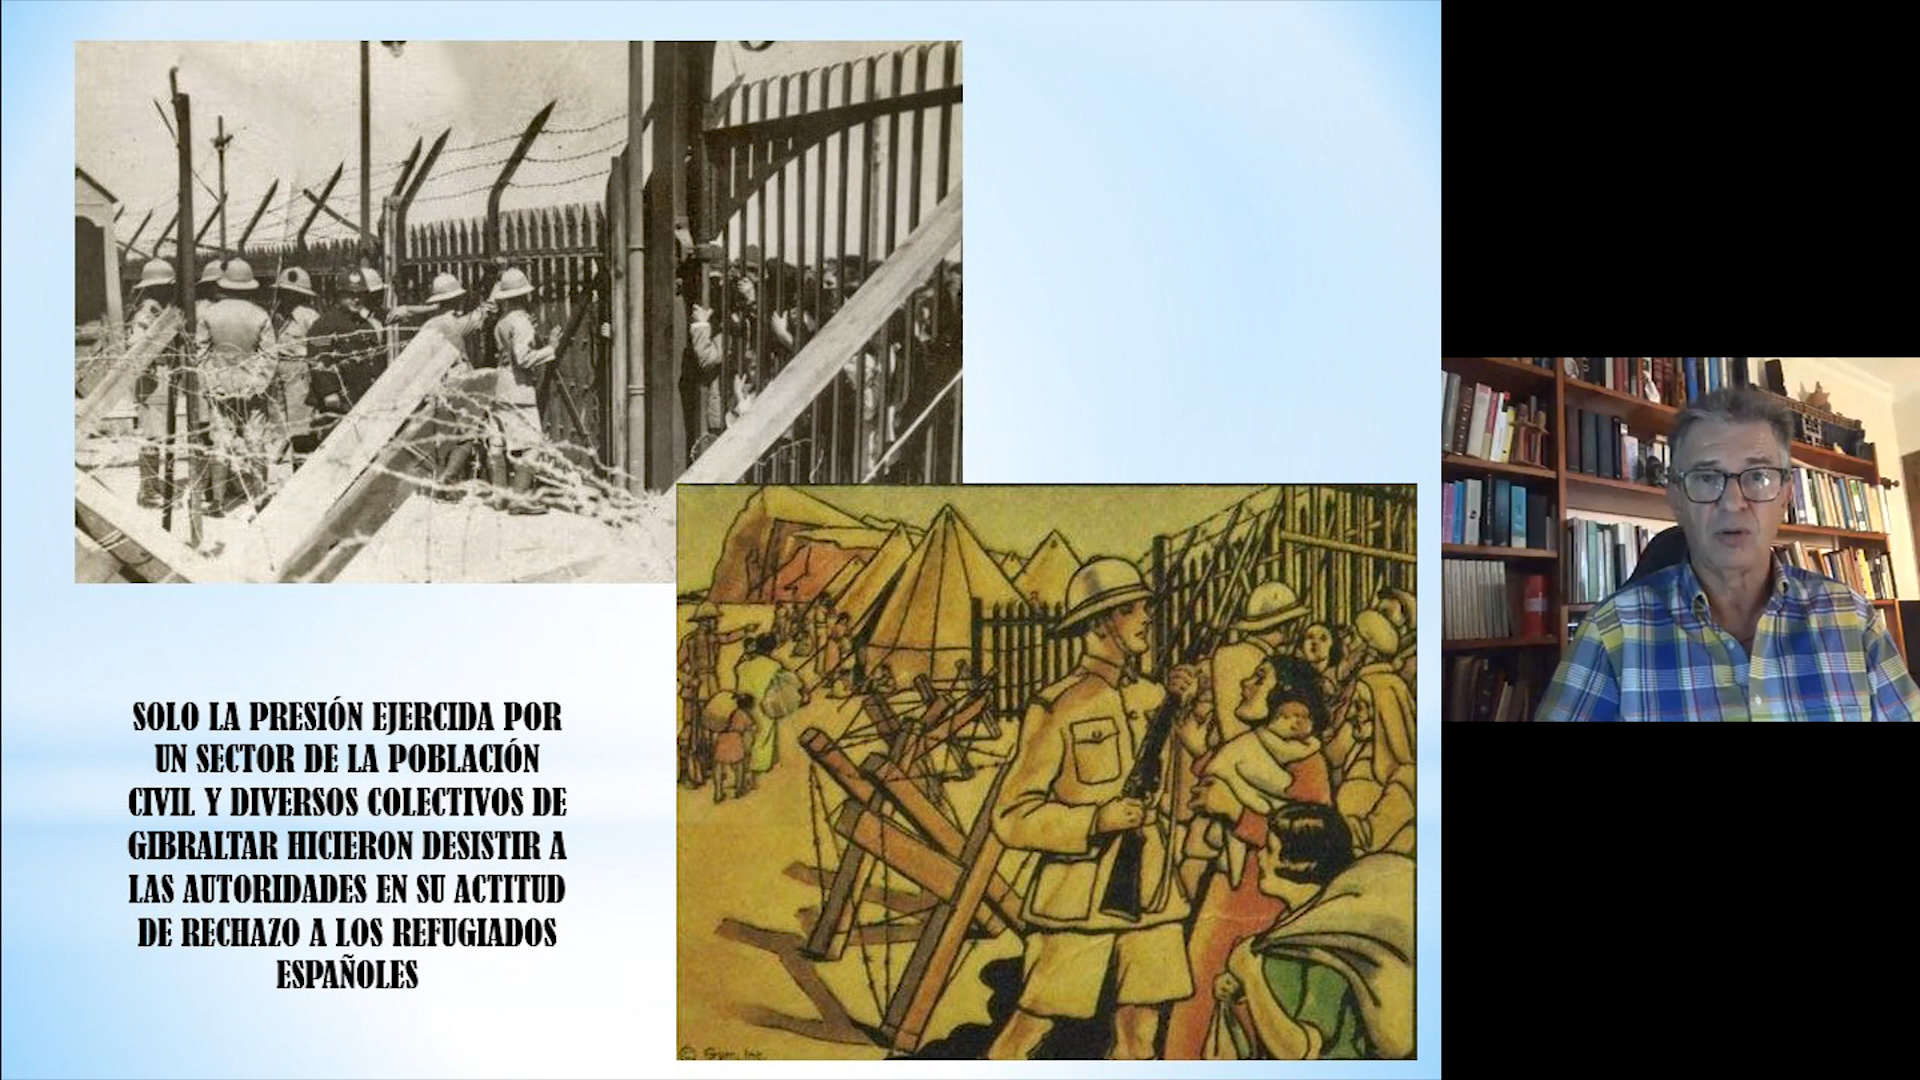 SOLO LA PRESIÓN EJERCIDA POR
UN SECTOR DE LA POBLACIÓN
CIVIL Y DIVERSOS COLECTIVOS DE
GIBRALTAR HICIERON DESISTIR A
LAS AUTORIDADES EN SU ACTITUD
DE RECHAZO A LOS REFUGIADOS
ESPAÑOLES